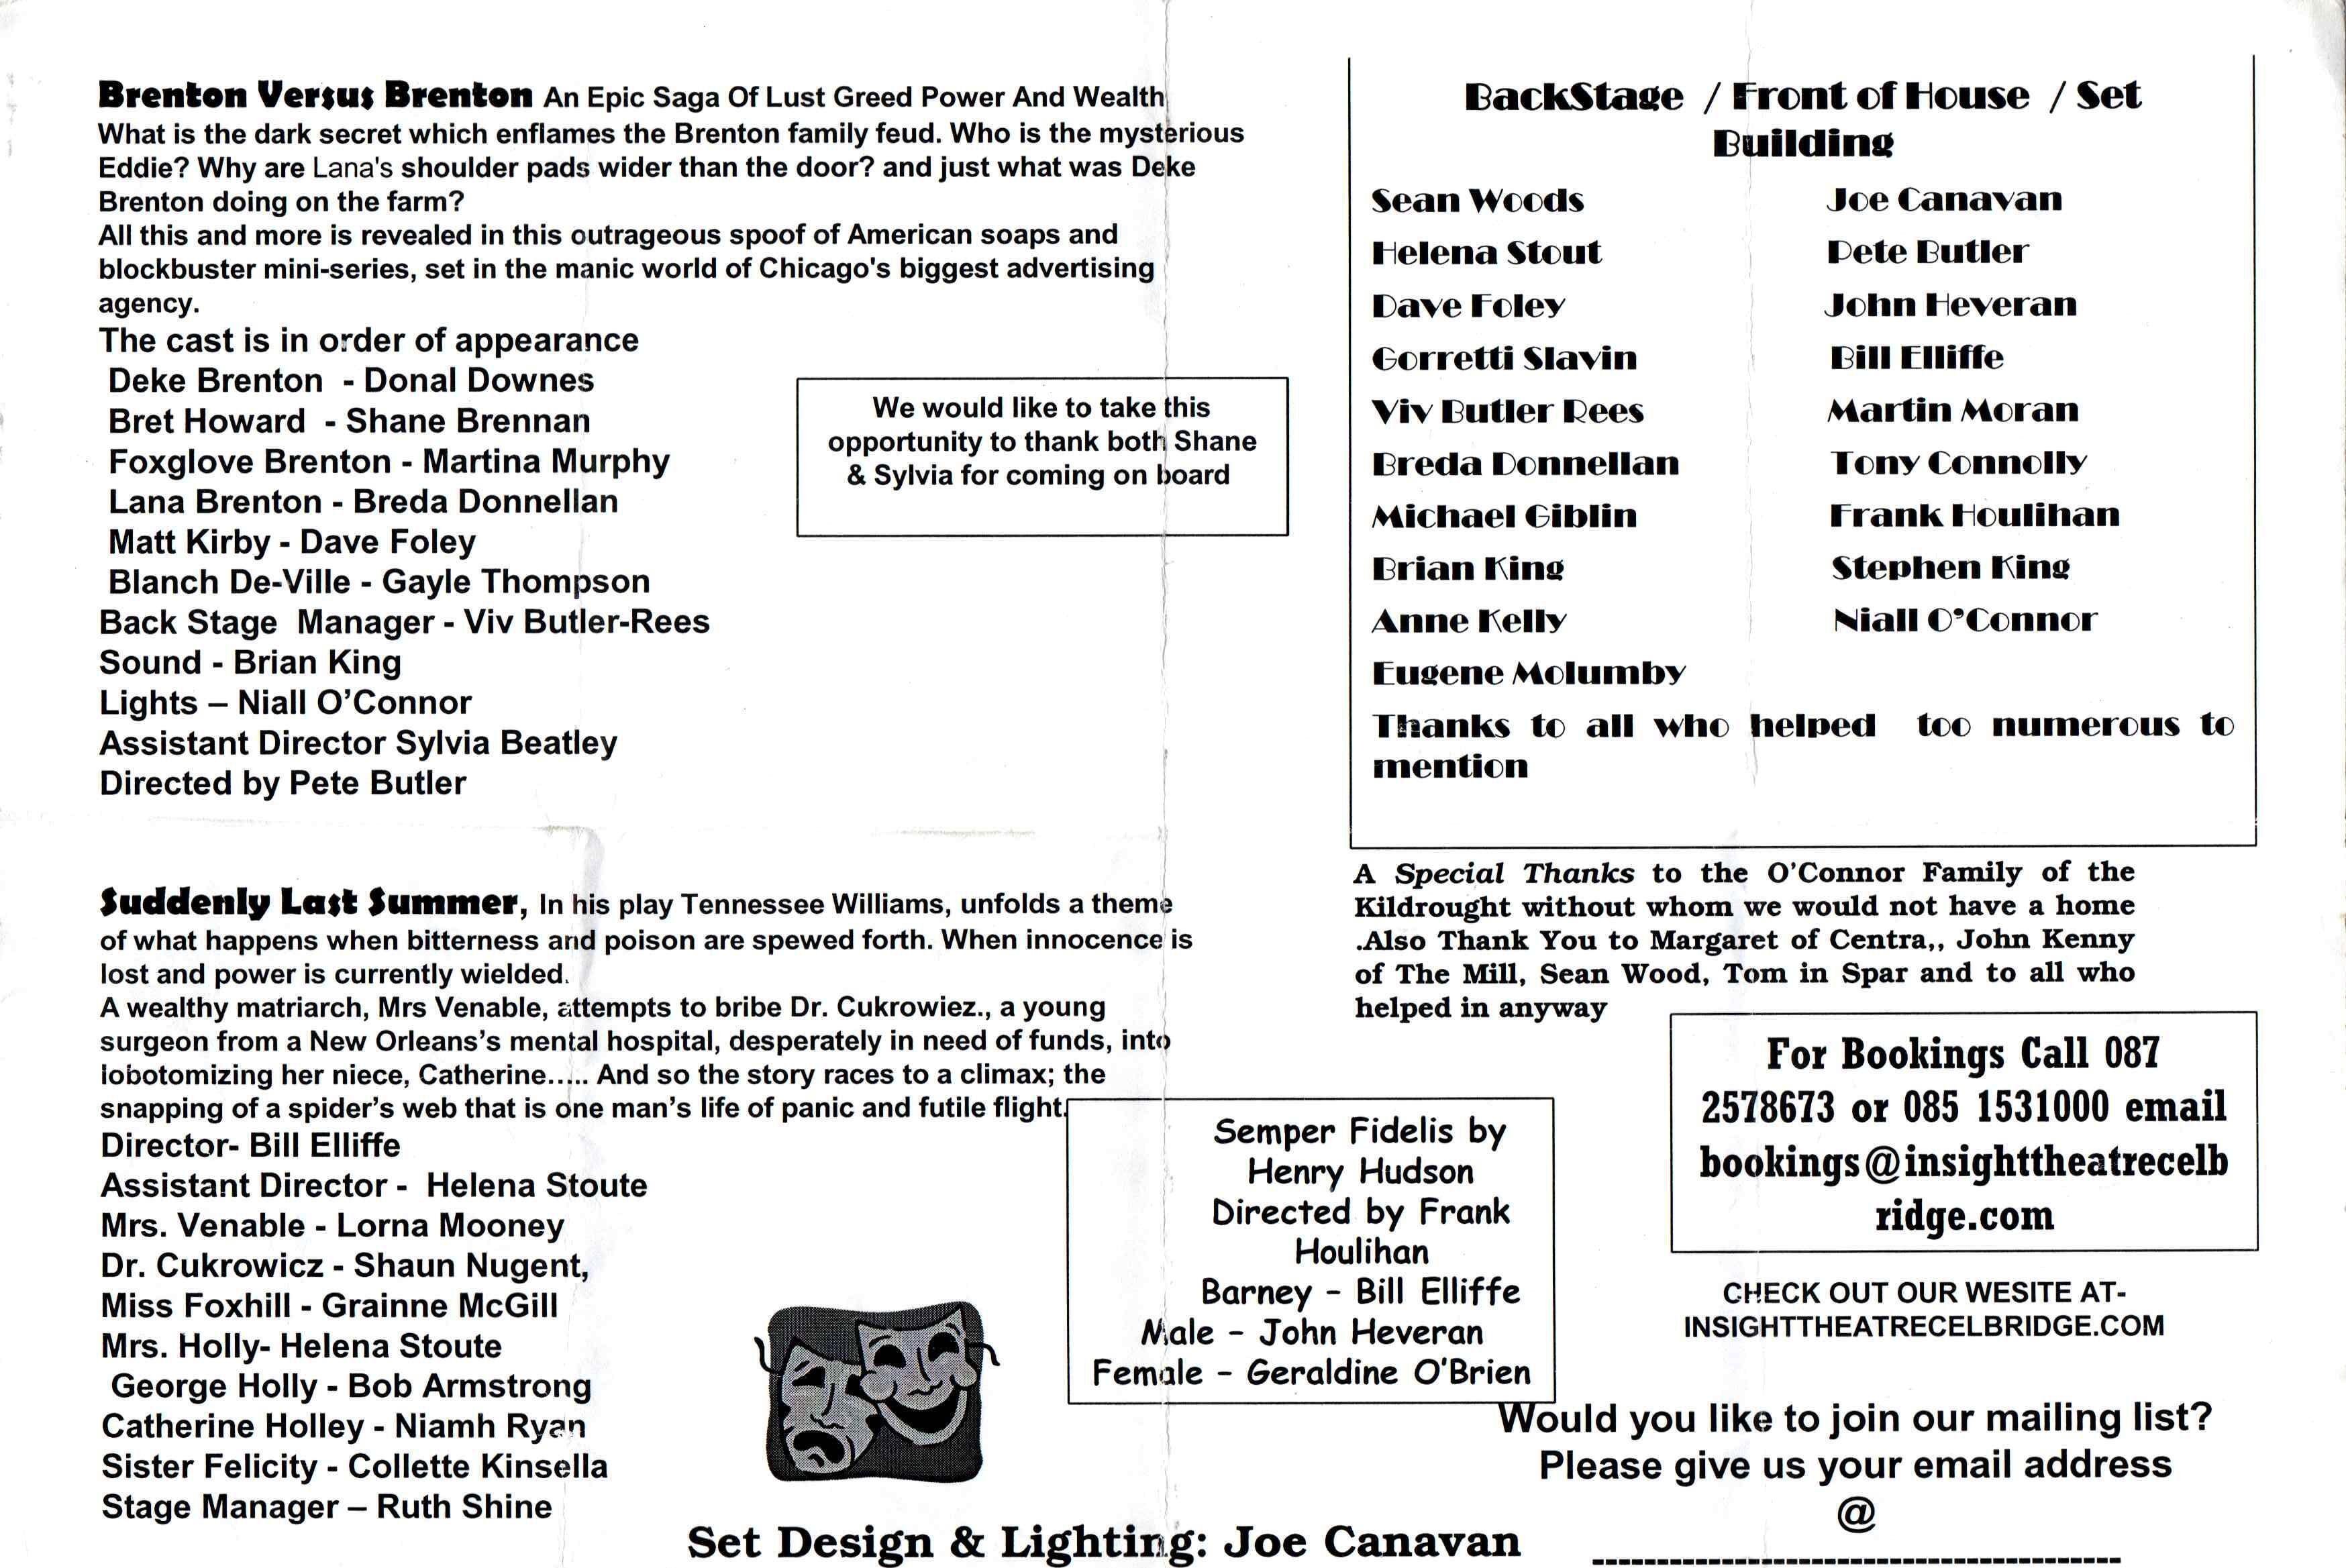 Brenton Versus Brenton An Epic Saga Of Lust Greed Power And Wealth
What is the dark secret which enflames the Brenton family feud. Who is the mysterious
Eddie? Why are Lana's shoulder pads wider than the door? and just what was Deke
Brenton doing on the farm?
All this and more is revealed in this outrageous spoof of American soaps and
blockbuster mini-series, set in the manic world of Chicago's biggest advertising
agency.
The cast is in order of appearance
Deke Brenton - Donal Downes
Bret Howard - Shane Brennan
Foxglove Brenton - Martina Murphy
Lana Brenton - Breda Donnellan
Matt Kirby - Dave Foley
Blanch De-Ville - Gayle Thompson
Back Stage Manager - Viv Butler-Rees
Sound - Brian King
Lights – Niall O’Connor
Assistant Director Sylvia Beatley
Directed by Pete Butler
We would like to take this
opportunity to thank both Shane
& Sylvia for coming on board
Suddenly Last Summer, In his play Tennessee Williams, unfolds a theme
of what happens when bitterness and poison are spewed forth. When innocence is
lost and power is currently wielded.
A wealthy matriarch, Mrs Venable, attempts to bribe Dr. Cukrowiez., a young
surgeon from a New Orleans’s mental hospital, desperately in need of funds, into
lobotomizing her niece, Catherine..... And so the story races to a climax; the
snapping of a spider’s web that is one man’s life of panic and futile flight.
Director- Bill Elliffe
Assistant Director - Helena Stoute
Mrs. Venable - Lorna Mooney
Dr. Cukrowicz - Shaun Nugent,
Miss Foxhill - Grainne McGill
Mrs. Holly- Helena Stoute
George Holly - Bob Armstrong
Catherine Holley - Niamh Ryan
Sister Felicity - Collette Kinsella
Stage Manager – Ruth Shine
Semper Fidelis by
Henry Hudson
Directed by Frank
Houlihan
Barney - Bill Elliffe
Male - John Heveran
Female - Geraldine O'Brien
Set Design & Lighting: Joe Canavan
BackStage / Front of House / Set
Building
Sean Woods Joe Canavan
Helena Stout Pete Butler
Dave Foley John Heveran
Gorretti Slavin Bill Elliffe
Viv Butler Rees Martin Moran
Breda Donnellan Tony Connolly
Michael Giblin Frank Houlihan
Brian King Stephen King
Anne Kelly Niall O’Connor
Eugene Molumby
Thanks to all who helped too numerous to
mention
A Special Thanks to the O’Connor Family of the
Kildrought without whom we would not have a home
.Also Thank You to Margaret of Centra,, John Kenny
of The Mill, Sean Wood, Tom in Spar and to all who
helped in anyway
For Bookings Call 087
2578673 or 085 1531000 email
bookings@insighttheatrecelb
ridge.com
CHECK OUT OUR WESITE AT-
INSIGHTTHEATRECELBRIDGE.COM
Would you like to join our mailing list?
Please give us your email address
@